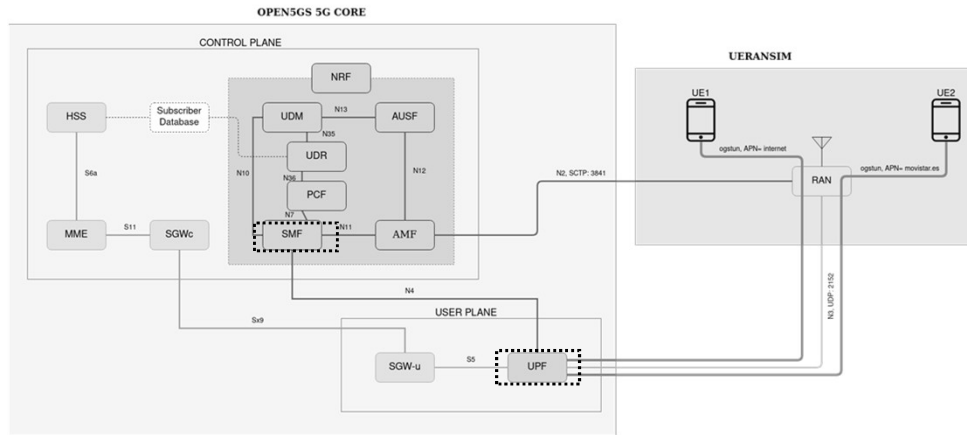 OPEN5GS 5G CORE
CONTROL PLANE
UERANSIM
NRF
UE1
UE2
HSS
Subscriber
Database
UDM
N13
AUSF
N35
ogstun, APN= internet
UDR
ogstun, APN= movistar.es
S6a
N10
N36
N12
N2, SCTP: 3841
RAN
PCF
N7
MME
S11
SGWc
SMF
N11
AMF
N4
N3, UDP: 2152
Sx9
USER PLANE
SGW-u
S5
UPF